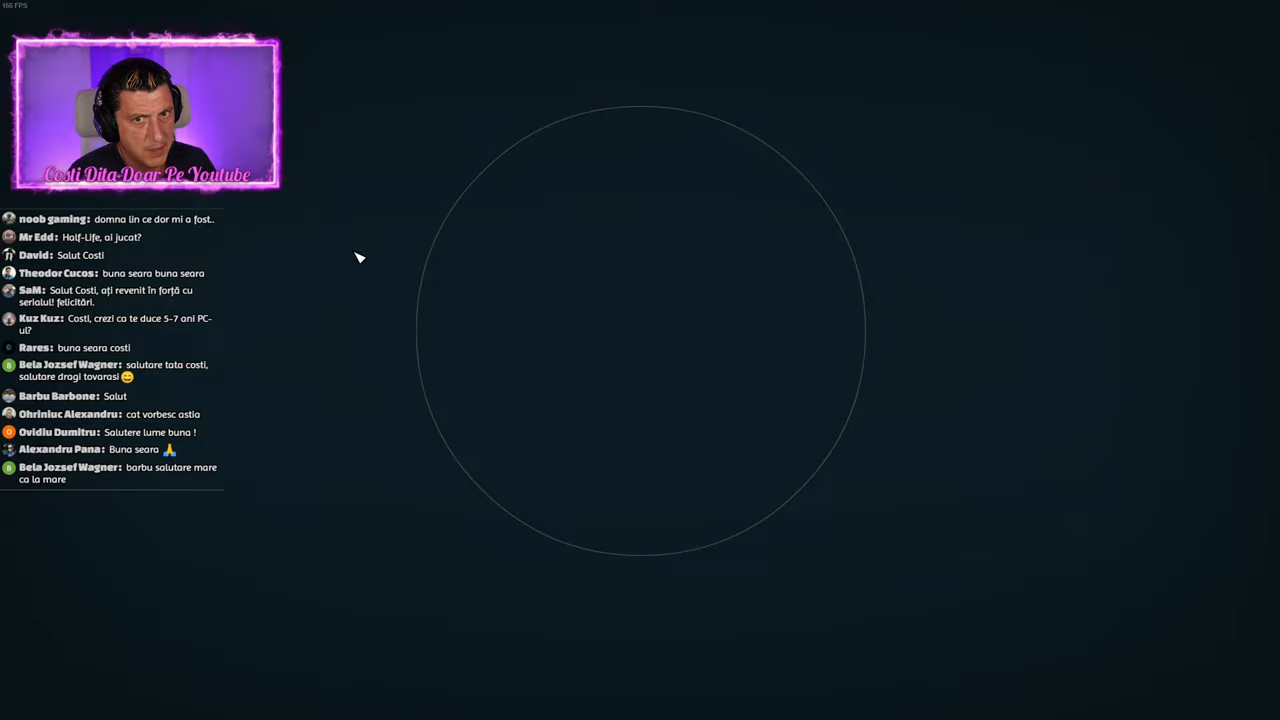 166 FPS
Costi Dita-Doar Pe Youtube
noob gaming: domna lin ce dor mi a fost..
Mr Edd: Half-Life, ai jucat?
David: Salut Costi
Theodor Cucos: buna seara buna seara
SaM: Salut Costi, ați revenit în forță cu
serialul! felicitări.
Kuz Kuz: Costi, crezi ca te duce 5-7 ani PC-
ul?
Rares: buna seara costi
B Bela Jozsef Wagner: salutare tata costi,
salutare dragi tovarasi😄
Barbu Barbone: Salut
Ohriniuc Alexandru: cat vorbesc astia
O Ovidiu Dumitru: Salutere lume buna !
Alexandru Pana: Buna seara 🙏
B Bela Jozsef Wagner: barbu salutare mare
ca la mare